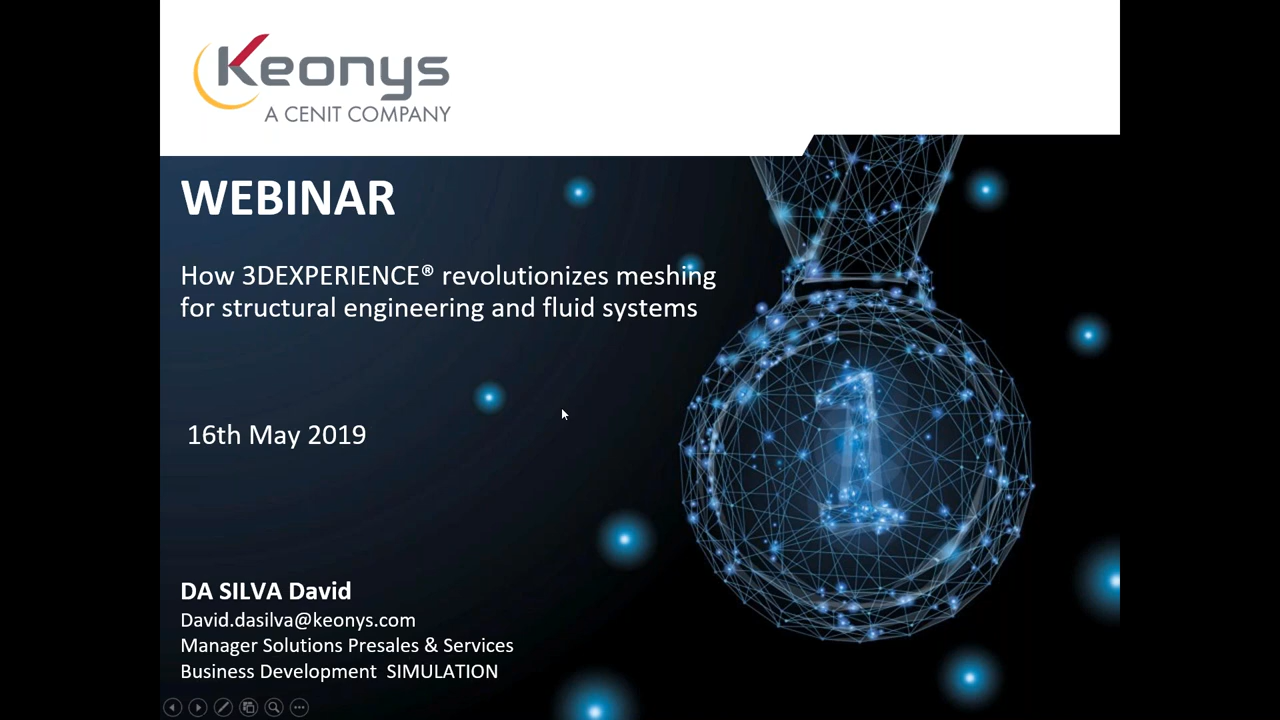 Keonys
A CENIT COMPANY
WEBINAR
How 3DEXPERIENCE® revolutionizes meshing
for structural engineering and fluid systems
16th May 2019
1
DA SILVA David
David.dasilva@keonys.com
Manager Solutions Presales & Services
Business Development SIMULATION